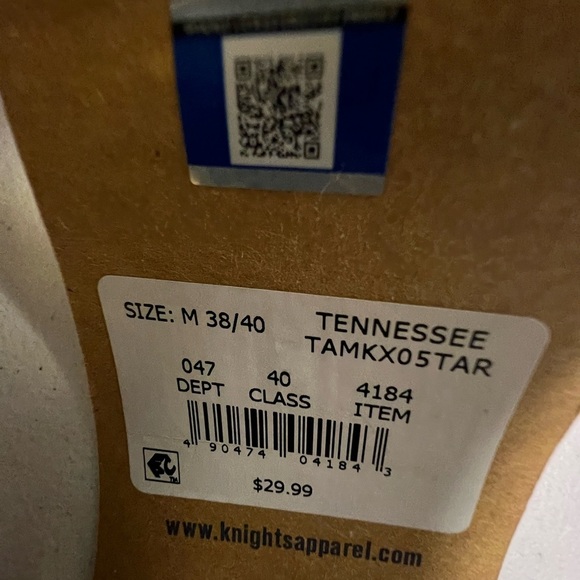 SIZE: M 38/40
TENNESSEE
TAMKX05TAR
047 40 4184
DEPT CLASS ITEM
4 90474 04184 3
$29.99
www.knightsapparel.com